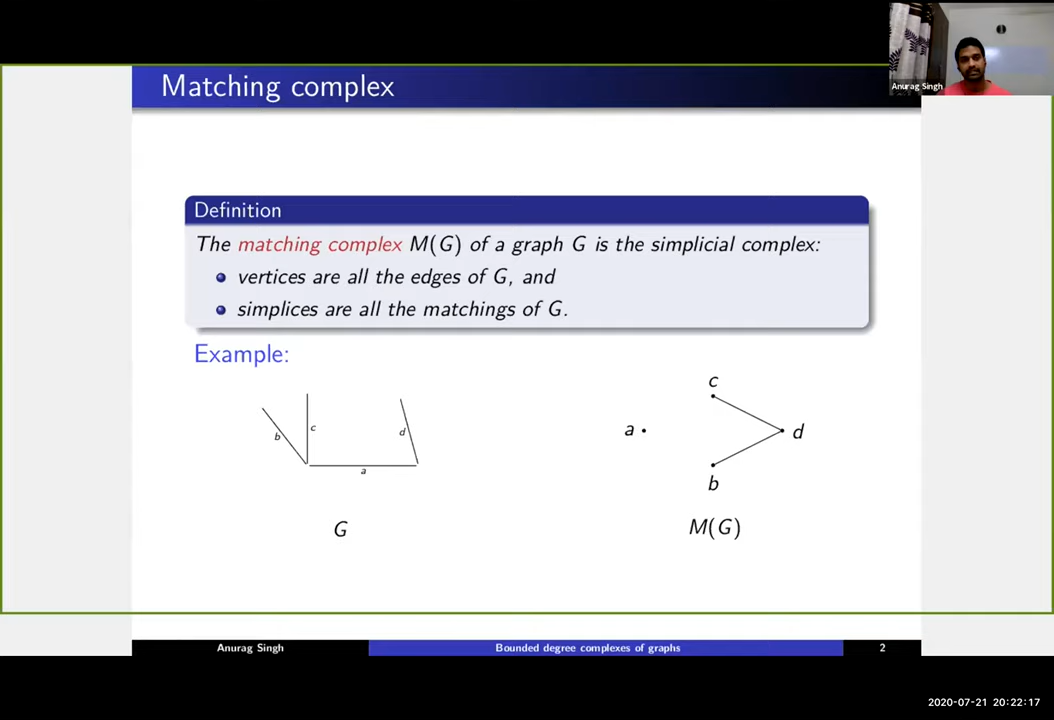 Matching complex
Anurag Singh
Definition
The matching complex M(G) of a graph G is the simplicial complex:
vertices are all the edges of G, and
simplices are all the matchings of G.
Example:
b
c
d
a
G
c
a
d
b
M(G)
Anurag Singh
Bounded degree complexes of graphs
2
2020-07-21 20:22:17